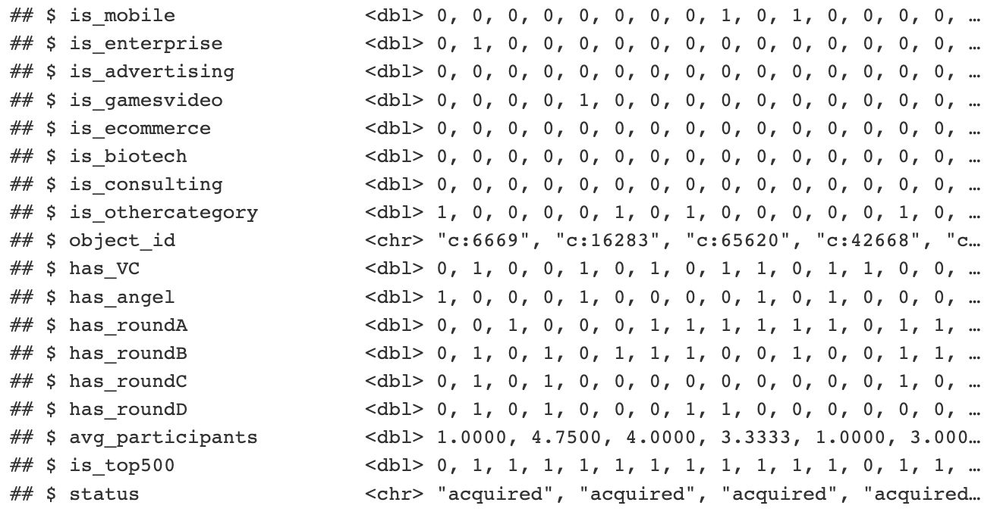 ## $ is_mobile <dbl> 0, 0, 0, 0, 0, 0, 0, 0, 1, 0, 1, 0, 0, 0, 0, …
## $ is_enterprise <dbl> 0, 1, 0, 0, 0, 0, 0, 0, 0, 0, 0, 0, 0, 0, 0, …
## $ is_advertising <dbl> 0, 0, 0, 0, 0, 0, 0, 0, 0, 0, 0, 0, 0, 0, 0, …
## $ is_gamesvideo <dbl> 0, 0, 0, 0, 1, 0, 0, 0, 0, 0, 0, 0, 0, 0, 0, …
## $ is_ecommerce <dbl> 0, 0, 0, 0, 0, 0, 0, 0, 0, 0, 0, 0, 0, 0, 0, …
## $ is_biotech <dbl> 0, 0, 0, 0, 0, 0, 0, 0, 0, 0, 0, 0, 0, 0, 0, …
## $ is_consulting <dbl> 0, 0, 0, 0, 0, 0, 0, 0, 0, 0, 0, 0, 0, 0, 0, …
## $ is_othercategory <dbl> 1, 0, 0, 0, 0, 1, 0, 1, 0, 0, 0, 0, 0, 1, 0, …
## $ object_id <chr> "c:6669", "c:16283", "c:65620", "c:42668", "c…
## $ has_VC <dbl> 0, 1, 0, 0, 1, 0, 1, 0, 1, 1, 0, 1, 1, 0, 0, …
## $ has_angel <dbl> 1, 0, 0, 0, 1, 0, 0, 0, 0, 1, 0, 1, 0, 0, 0, …
## $ has_roundA <dbl> 0, 0, 1, 0, 0, 0, 1, 1, 1, 1, 1, 1, 0, 1, 1, …
## $ has_roundB <dbl> 0, 1, 0, 1, 0, 1, 1, 1, 0, 0, 1, 0, 0, 1, 1, …
## $ has_roundC <dbl> 0, 1, 0, 1, 0, 0, 0, 0, 0, 0, 0, 0, 0, 1, 0, …
## $ has_roundD <dbl> 0, 1, 0, 1, 0, 0, 0, 1, 1, 0, 0, 0, 0, 0, 0, …
## $ avg_participants <dbl> 1.0000, 4.7500, 4.0000, 3.3333, 1.0000, 3.000…
## $ is_top500 <dbl> 0, 1, 1, 1, 1, 1, 1, 1, 1, 1, 1, 1, 0, 1, 1, …
## $ status <chr> "acquired", "acquired", "acquired", "acquired…